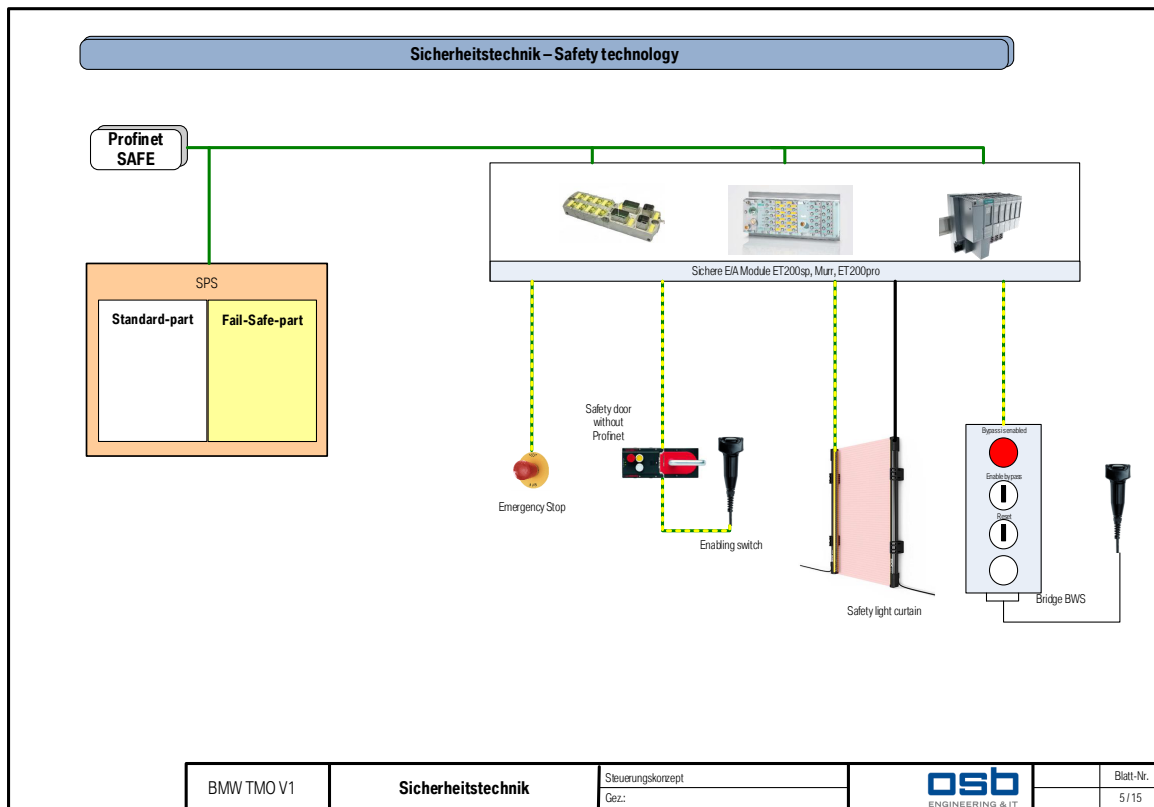 Sicherheitstechnik – Safety technology
Profinet
SAFE
Sichere E/A Module ET200sp, Murr, ET200pro
SPS
Standard-part
Fail-Safe-part
Safety door
without
Profinet
Emergency Stop
Enabling switch
Safety light curtain
Bypass is enabled
Enable bypass
Reset
Bridge BWS
BMW TMO V1
Sicherheitstechnik
Steuerungskonzept
Gez.:
osb
ENGINEERING & IT
Blatt-Nr.
5 / 15